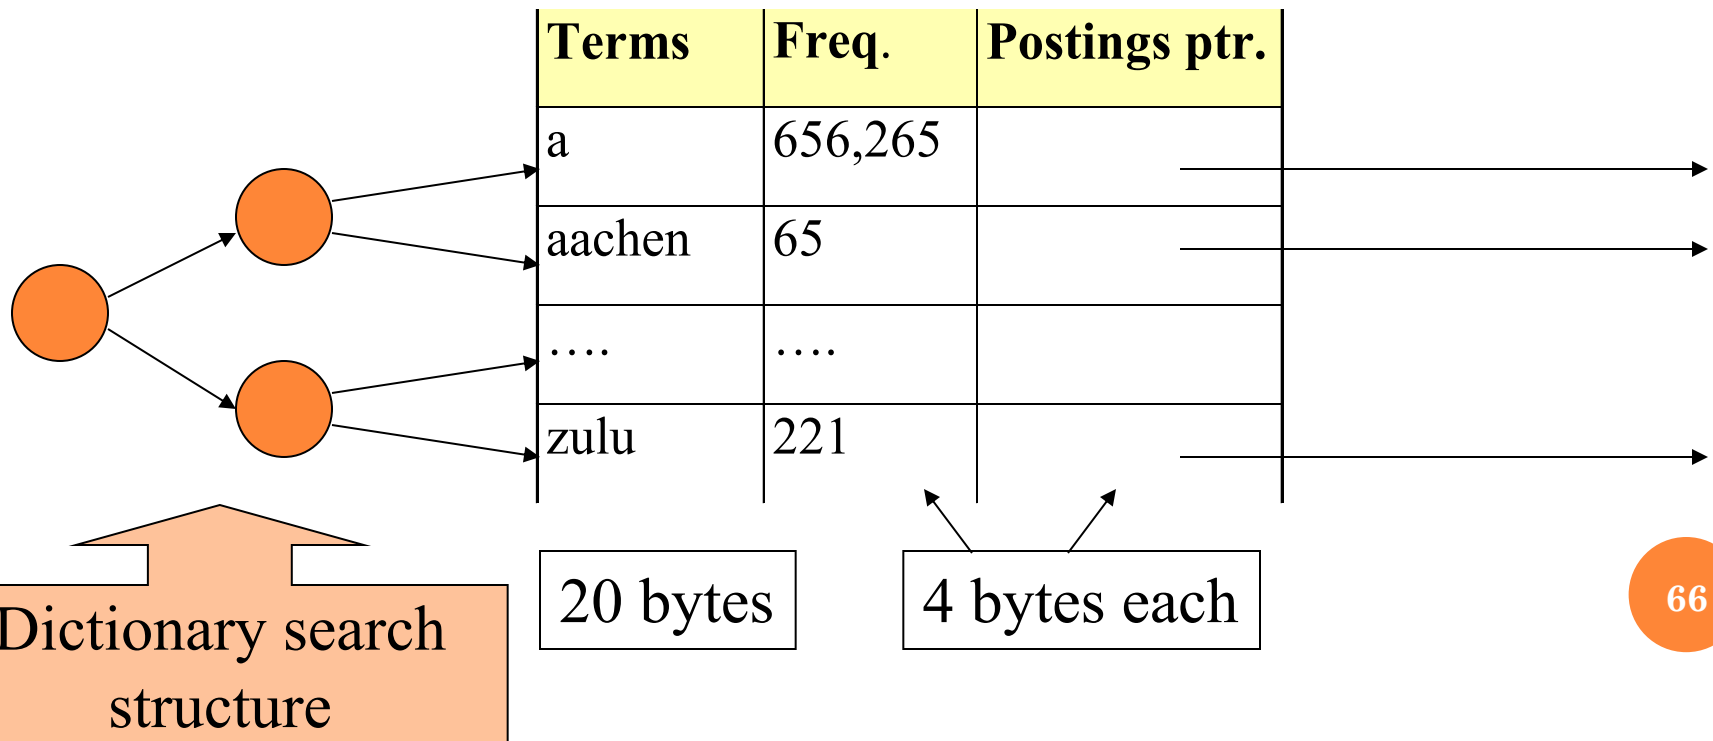 Terms Freq. Postings ptr.
a 656,265
aachen 65
…. ….
zulu 221
20 bytes 4 bytes each
66
Dictionary search
structure